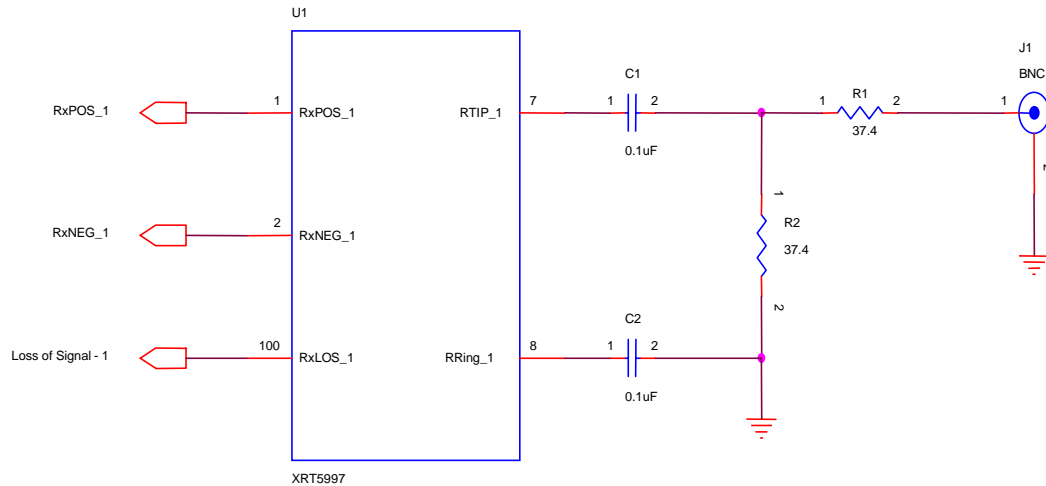 U1
J1
BNC
C1
R1
RxPOS_1
1
RxPOS_1
RTIP_1
7
1
2
1
2
1
0.1uF
37.4
2
1
RxNEG_1
2
RxNEG_1
R2
37.4
2
C2
Loss of Signal - 1
100
RxLOS_1
RRing_1
8
1
2
0.1uF
XRT5997